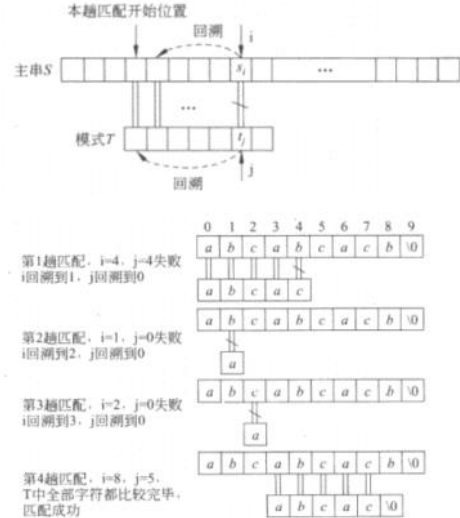 本趟匹配开始位置
回溯
i
主串S
si
...
...
模式T
tj
回溯
j
0 1 2 3 4 5 6 7 8 9
a b c a b c a c b \0
第1趟匹配，i=4，j=4失败
i回溯到1，j回溯到0
a b c a c
a b c a b c a c b \0
第2趟匹配，i=1，j=0失败
i回溯到2，j回溯到0
a
a b c a b c a c b \0
第3趟匹配，i=2，j=0失败
i回溯到3，j回溯到0
a
a b c a b c a c b \0
第4趟匹配，i=8，j=5，
T中全部字符都比较完毕，
匹配成功
a b c a c \0